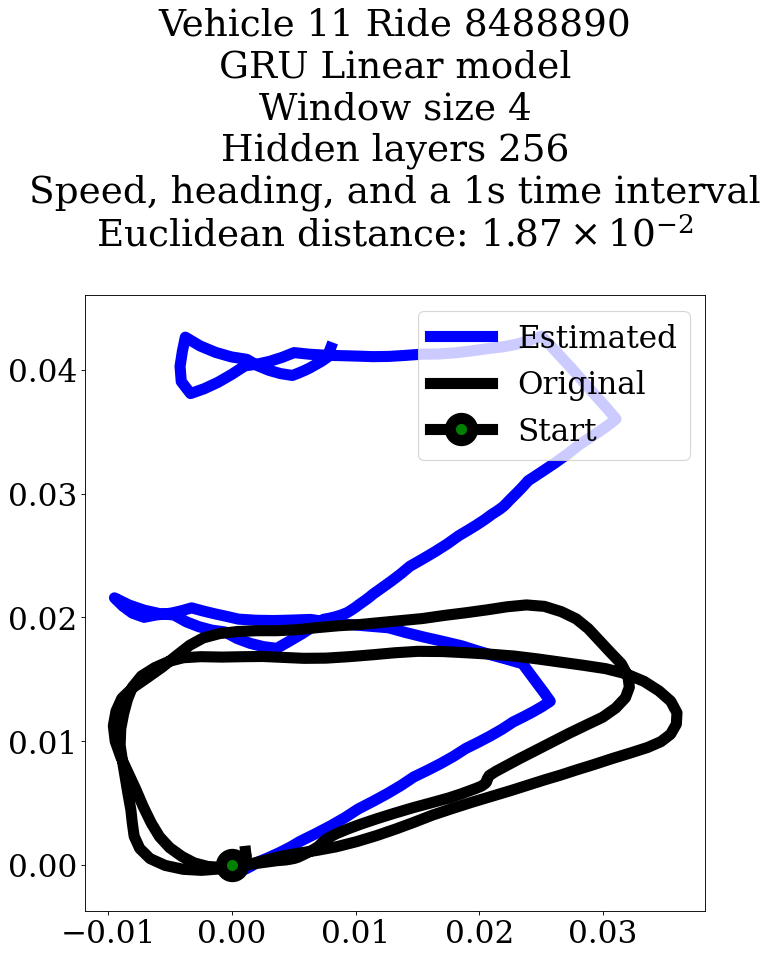 Vehicle 11 Ride 8488890
GRU Linear model
Window size 4
Hidden layers 256
Speed, heading, and a 1s time interval
Euclidean distance: 1.87 × 10⁻²
Estimated
Original
Start
0.04
0.03
0.02
0.01
0.00
−0.01 0.00 0.01 0.02 0.03